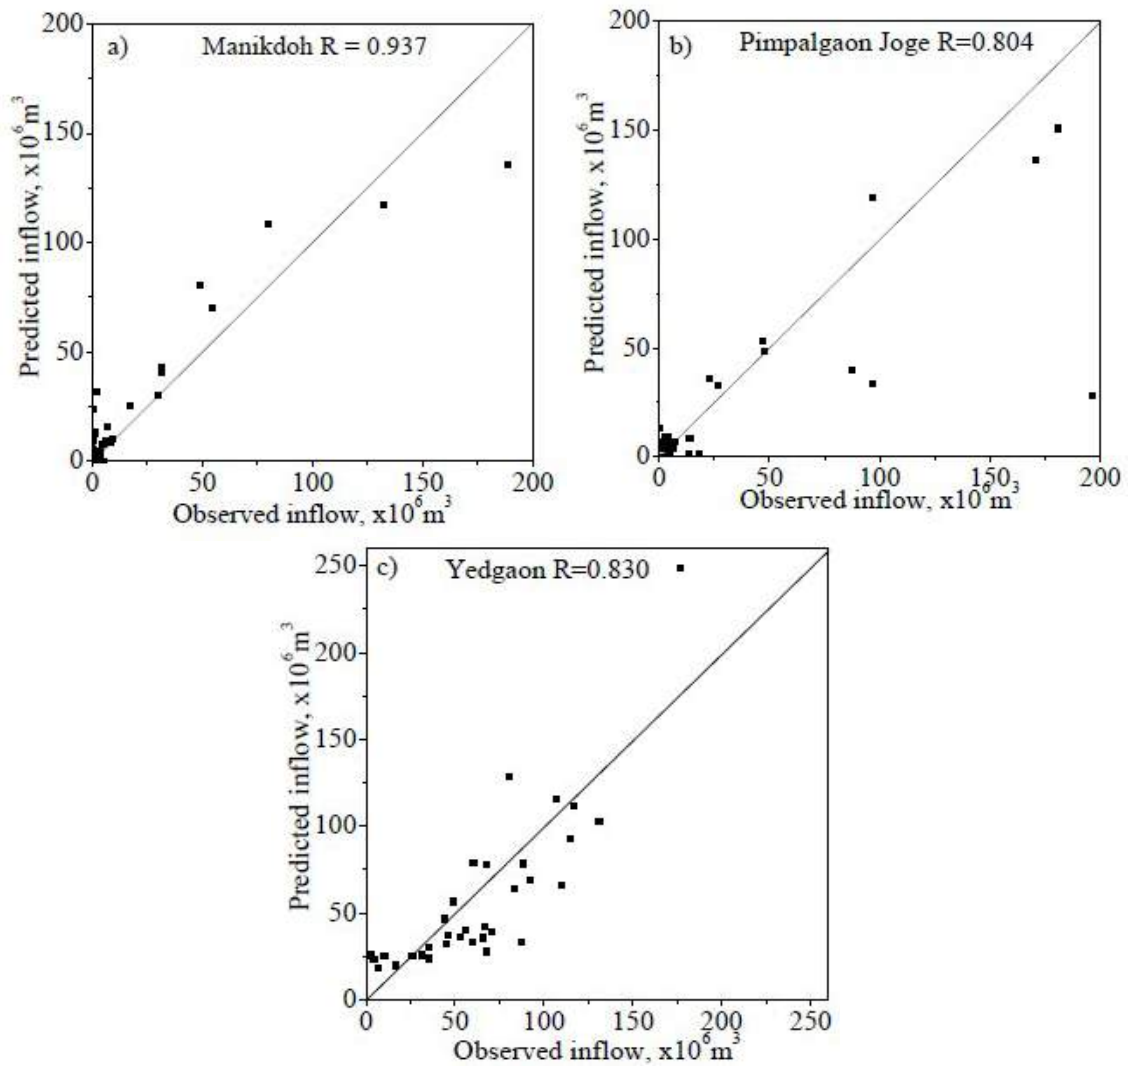 a) Manikdoh R = 0.937
200
150
100
50
0
0 50 100 150 200
Predicted inflow, x10⁶m³
Observed inflow, x10⁶m³
b) Pimpalgaon Joge R=0.804
200
150
100
50
0
0 50 100 150 200
Predicted inflow, x10⁶m³
Observed inflow, x10⁶m³
c) Yedgaon R=0.830
250
200
150
100
50
0
0 50 100 150 200 250
Predicted inflow, x10⁶m³
Observed inflow, x10⁶m³